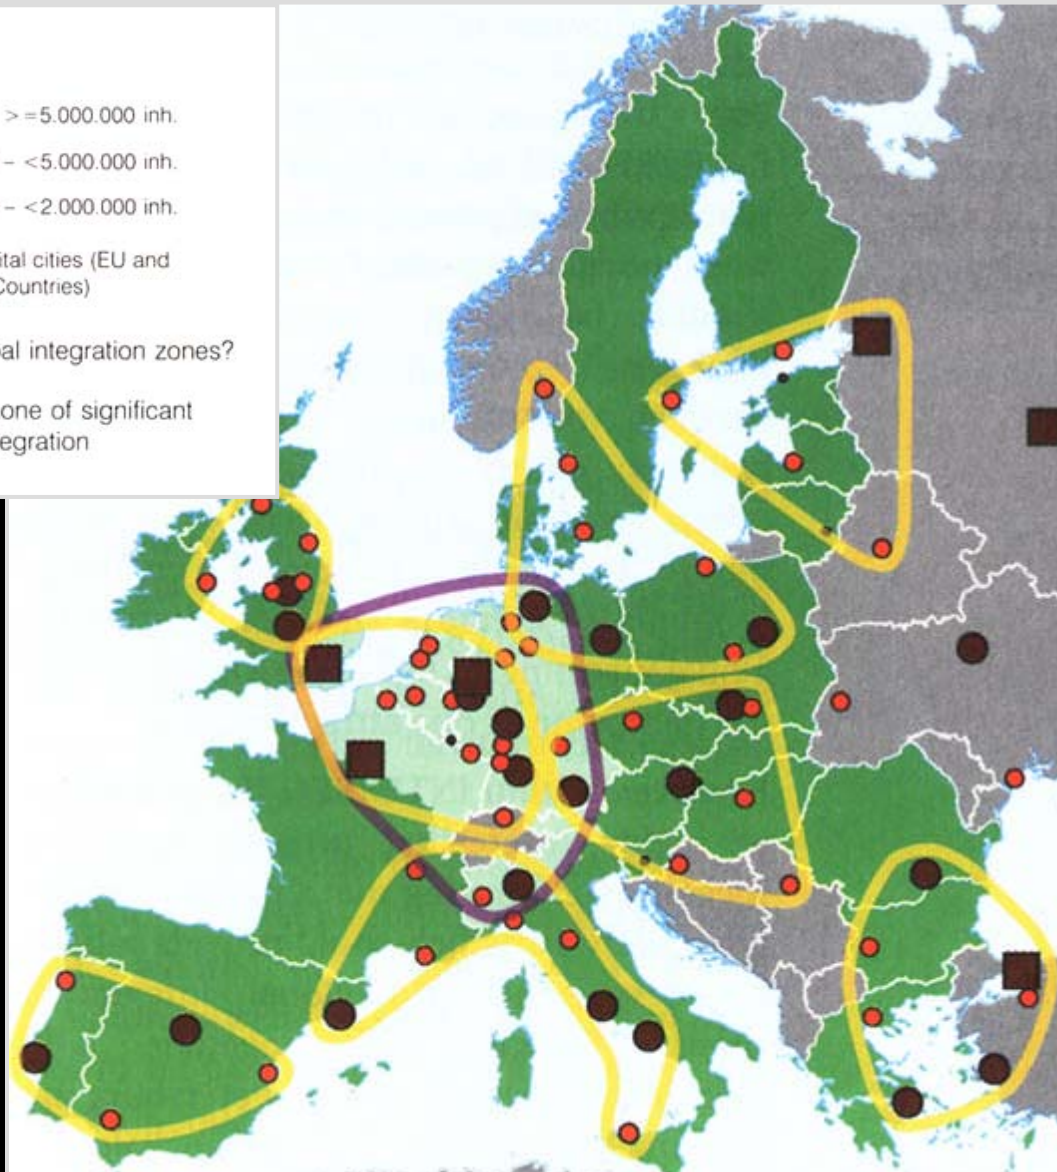 > =5.000.000 inh.
– <5.000.000 inh.
– <2.000.000 inh.
ital cities (EU and
Countries)
al integration zones?
one of significant
egration